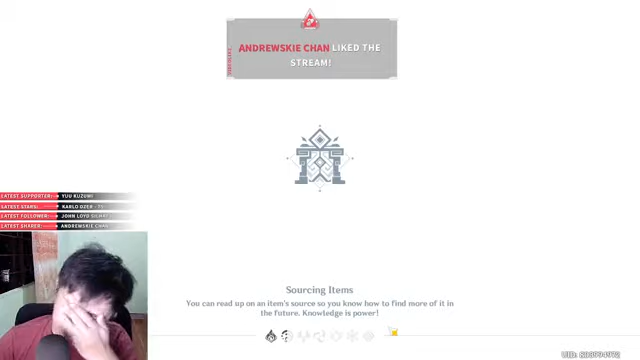 ANDREWSKIE CHAN LIKED THE
STREAM!
LATEST SUPPORTER: YUU KUZUMI
LATEST STARS: KARLO OZER - 75
LATEST FOLLOWER: JOHN LOYD
LATEST SHARER: ANDREWSKIE CHAN
Sourcing Items
You can read up on an item's source so you know how to find more of it in
the future. Knowledge is power!